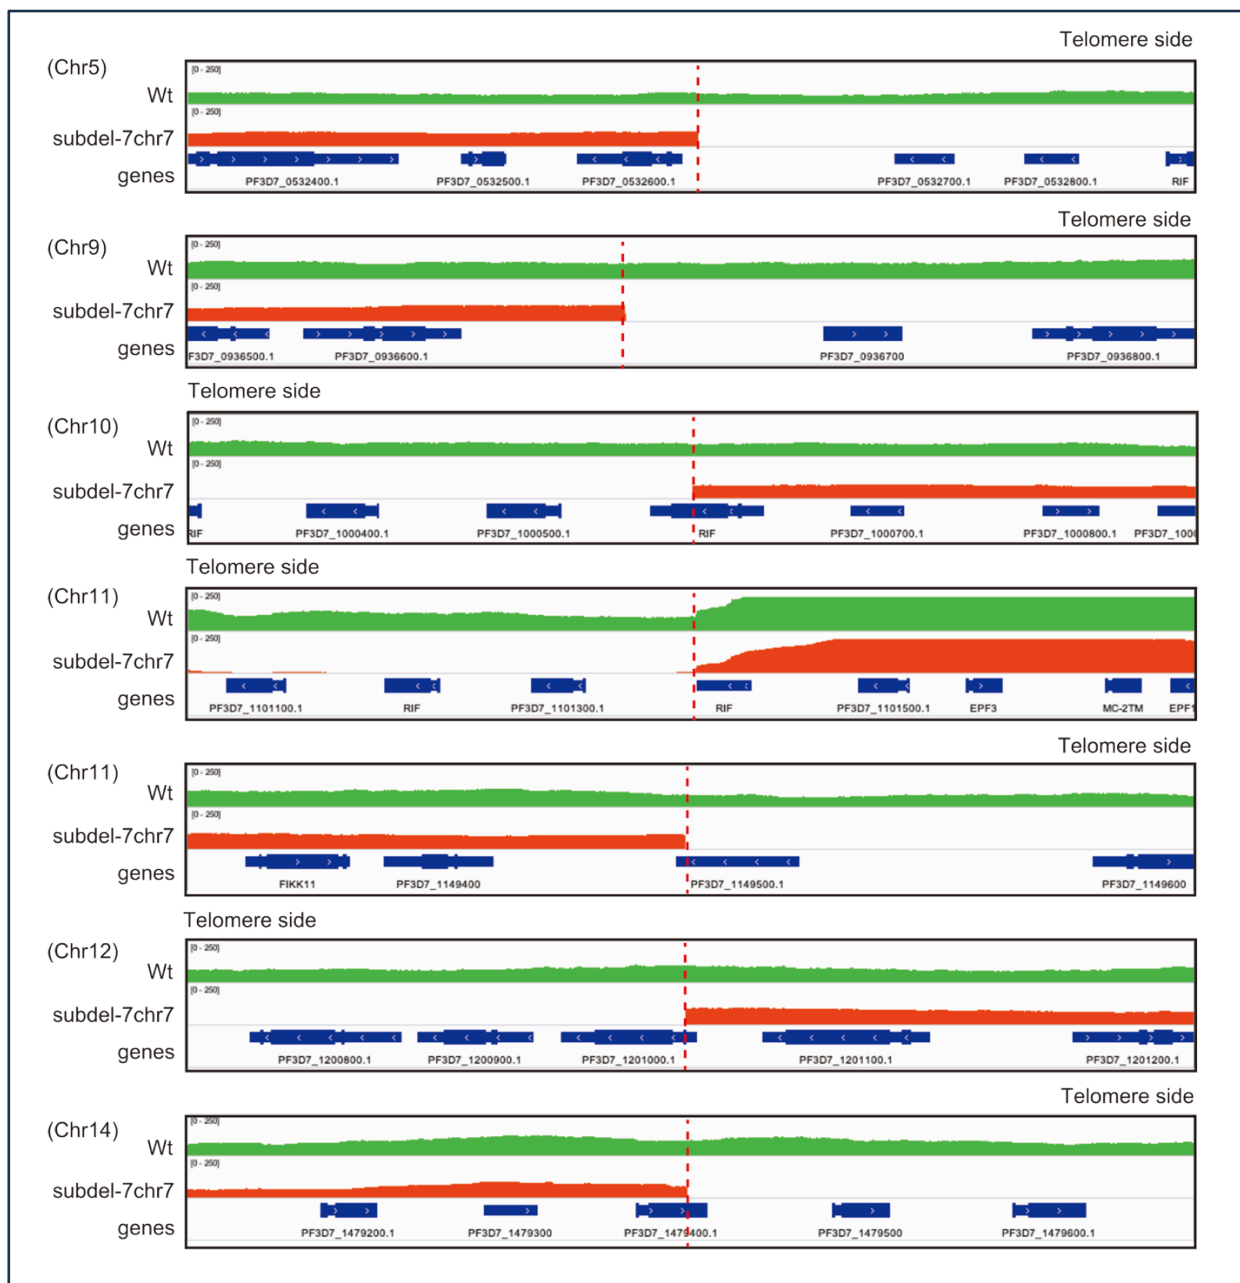 Telomere side
(Chr5)
[0 - 250]
Wt
[0 - 250]
subdel-7chr7
genes
PF3D7_0532400.1 PF3D7_0532500.1 PF3D7_0532600.1 PF3D7_0532700.1 PF3D7_0532800.1 RIF
Telomere side
(Chr9)
[0 - 250]
Wt
[0 - 250]
subdel-7chr7
genes
F3D7_0936500.1 PF3D7_0936600.1 PF3D7_0936700 PF3D7_0936800.1
Telomere side
(Chr10)
[0 - 250]
Wt
[0 - 250]
subdel-7chr7
genes
RIF PF3D7_1000400.1 PF3D7_1000500.1 RIF PF3D7_1000700.1 PF3D7_1000800.1 PF3D7_100
Telomere side
(Chr11)
[0 - 250]
Wt
[0 - 250]
subdel-7chr7
genes
PF3D7_1101100.1 RIF PF3D7_1101300.1 RIF PF3D7_1101500.1 EPF3 MC-2TM EPF1
Telomere side
(Chr11)
[0 - 250]
Wt
[0 - 250]
subdel-7chr7
genes
FIKK11 PF3D7_1149400 PF3D7_1149500.1 PF3D7_1149600
Telomere side
(Chr12)
[0 - 250]
Wt
[0 - 250]
subdel-7chr7
genes
PF3D7_1200800.1 PF3D7_1200900.1 PF3D7_1201000.1 PF3D7_1201100.1 PF3D7_1201200.1
Telomere side
(Chr14)
[0 - 250]
Wt
[0 - 250]
subdel-7chr7
genes
PF3D7_1479200.1 PF3D7_1479300 PF3D7_1479400.1 PF3D7_1479500 PF3D7_1479600.1